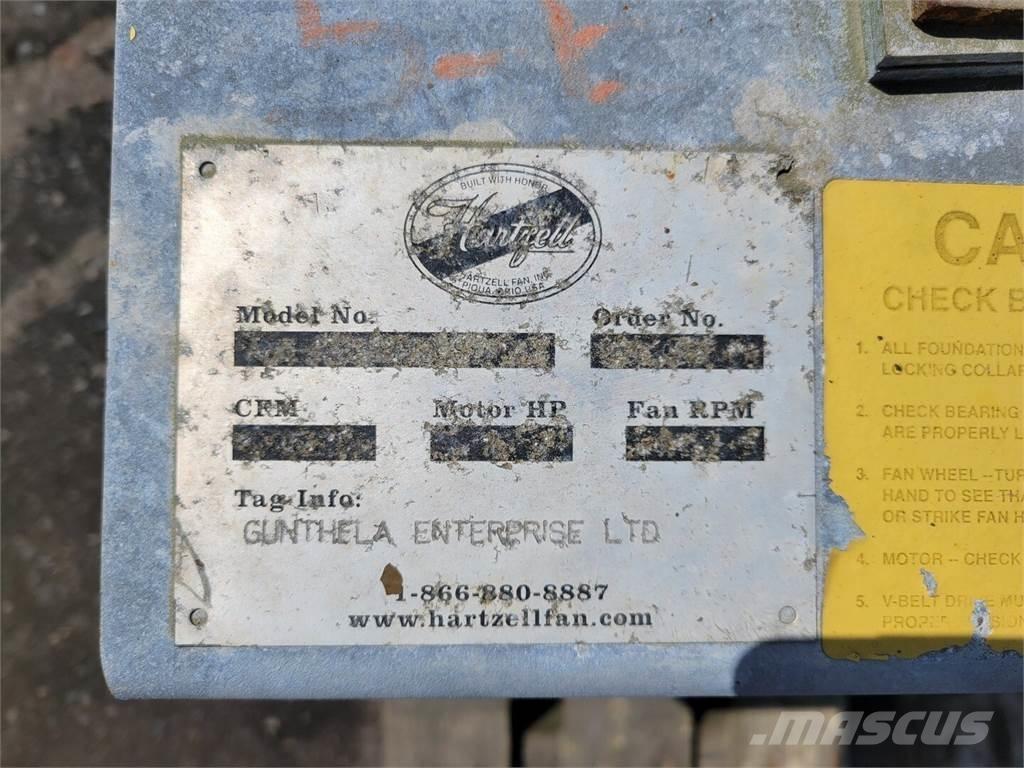 BUILT WITH HONOR
Hartzell
HARTZELL FAN, INC.
PIQUA, OHIO, USA
Model No.
Order No.
CFM
Motor HP
Fan RPM
Tag Info:
GUNTHELA ENTERPRISE LTD
1-866-880-8887
www.hartzellfan.com
CA
CHECK B
1. ALL FOUNDATION
LOCKING COLLAR
2. CHECK BEARING
ARE PROPERLY L
3. FAN WHEEL --TUR
HAND TO SEE THA
OR STRIKE FAN H
4. MOTOR -- CHECK
5. V-BELT DRIVE MU
PROPER
MASCUS